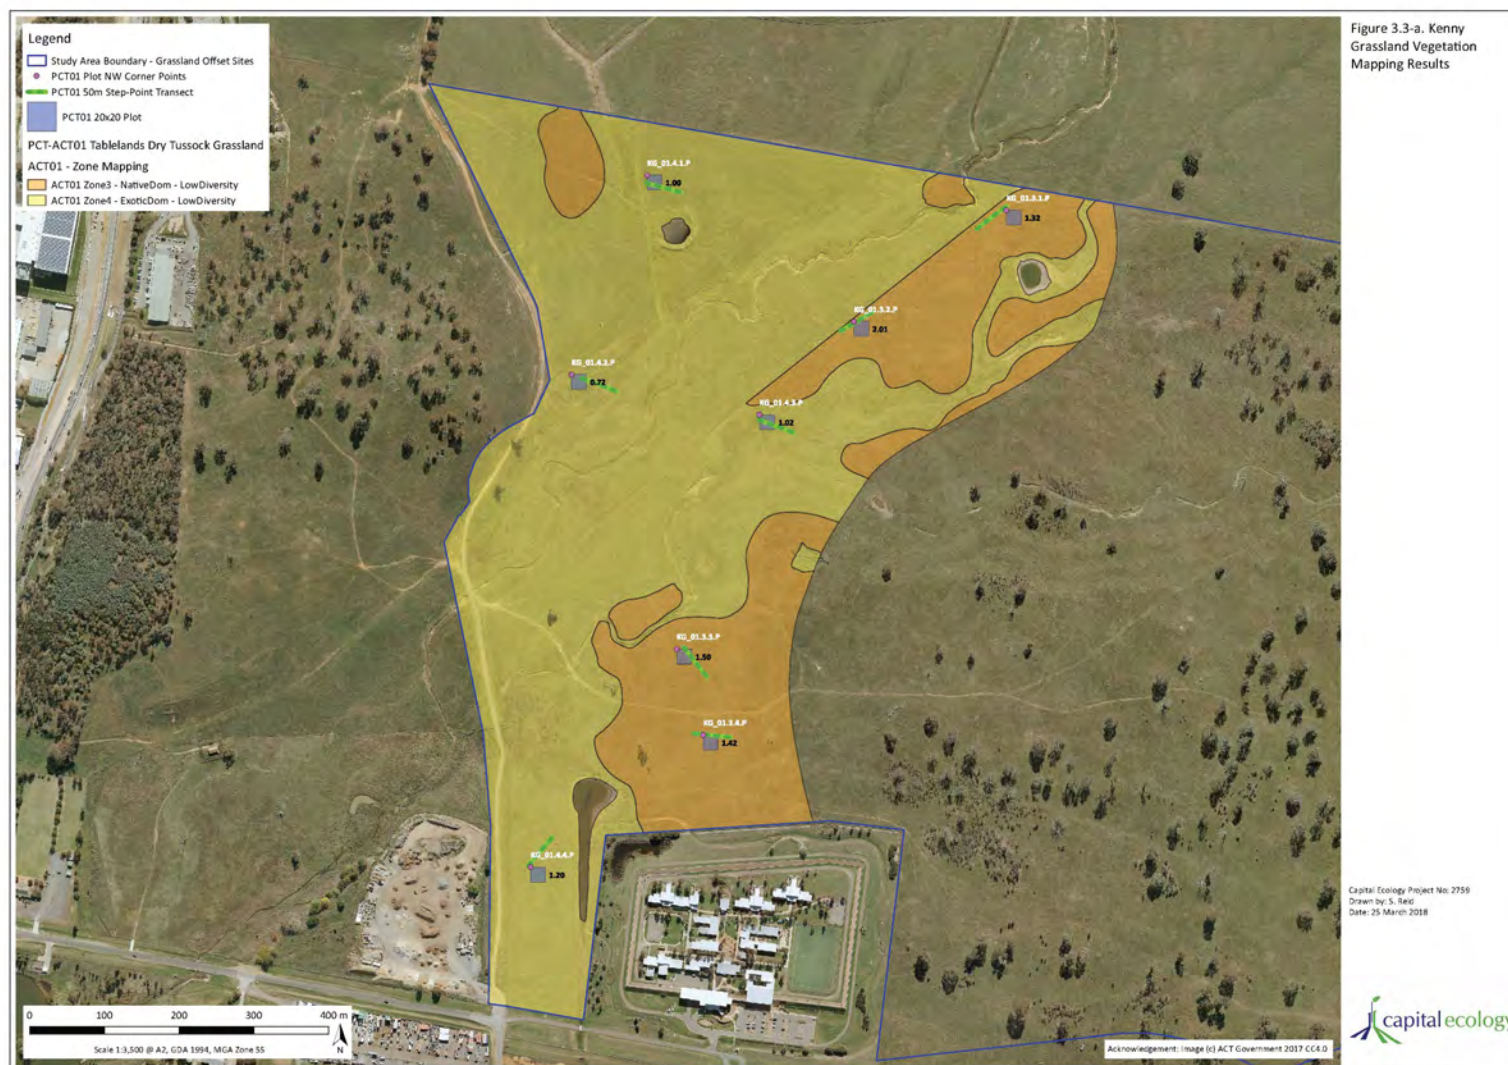 Figure 3.3-a. Kenny
Grassland Vegetation
Mapping Results
Legend
Study Area Boundary - Grassland Offset Sites
PCT01 Plot NW Corner Points
PCT01 50m Step-Point Transect
PCT01 20x20 Plot
PCT-ACT01 Tablelands Dry Tussock Grassland
ACT01 - Zone Mapping
ACT01 Zone3 - NativeDom - LowDiversity
ACT01 Zone4 - ExoticDom - LowDiversity
KG_01.4.1.P
1.00
KG_01.3.1.P
1.32
KG_01.3.2.P
2.01
KG_01.4.2.P
0.72
KG_01.4.3.P
1.02
KG_01.3.3.P
1.50
KG_01.3.4.P
1.42
KG_01.4.4.P
1.20
Capital Ecology Project No: 2759
Drawn by: S. Reid
Date: 25 March 2018
0 100 200 300 400 m
N
Scale 1:3,500 @ A2, GDA 1994, MGA Zone 55
Acknowledgement: Image (c) ACT Government 2017 CC4.0
capital ecology